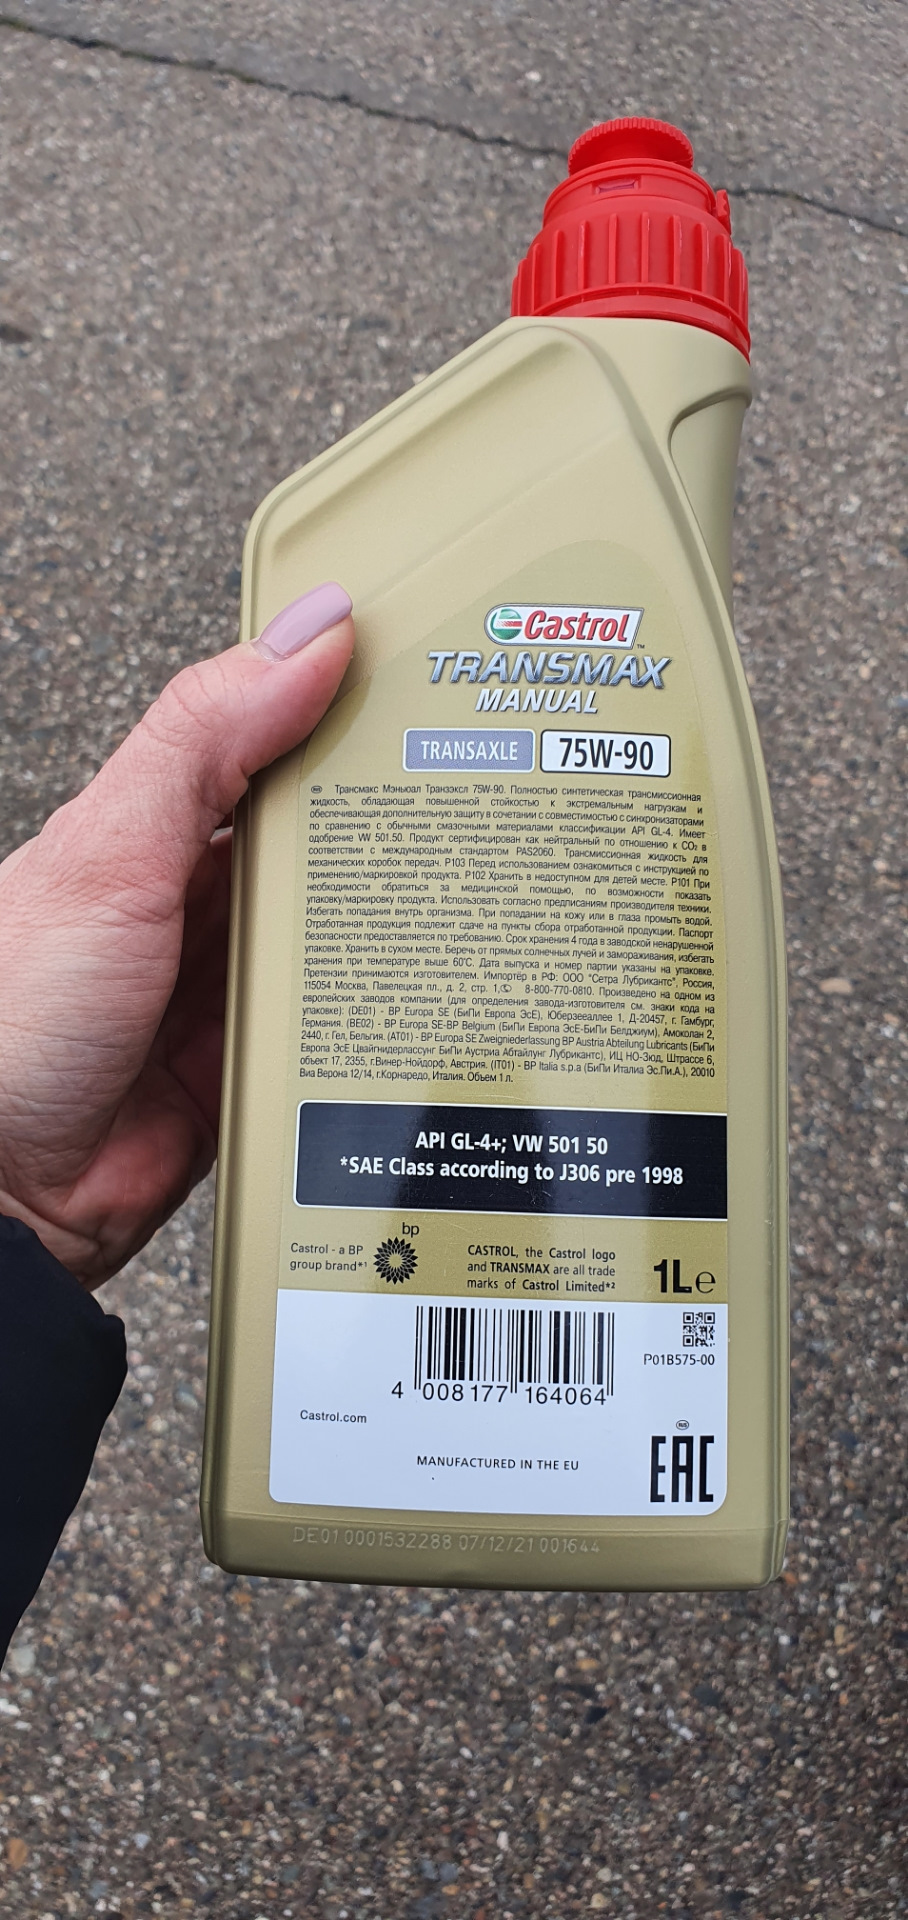 Castrol™
TRANSMAX
MANUAL
TRANSAXLE 75W-90
RUS Трансмакс Мэньюал Транзэксл 75W-90. Полностью синтетическая трансмиссионная
жидкость, обладающая повышенной стойкостью к экстремальным нагрузкам и
обеспечивающая дополнительную защиту в сочетании с совместимостью с синхронизаторами
по сравнению с обычными смазочными материалами классификации API GL-4. Имеет
одобрение VW 501.50. Продукт сертифицирован как нейтральный по отношению к CO₂ в
соответствии с международным стандартом PAS2060. Трансмиссионная жидкость для
механических коробок передач. P103 Перед использованием ознакомиться с инструкцией по
применению/маркировкой продукта. P102 Хранить в недоступном для детей месте. P101 При
необходимости обратиться за медицинской помощью, по возможности показать
упаковку/маркировку продукта. Использовать согласно предписаниям производителя техники.
Избегать попадания внутрь организма. При попадании на кожу или в глаза промыть водой.
Отработанная продукция подлежит сдаче на пункты сбора отработанной продукции. Паспорт
безопасности предоставляется по требованию. Срок хранения 4 года в заводской ненарушенной
упаковке. Хранить в сухом месте. Беречь от прямых солнечных лучей и замораживания, избегать
хранения при температуре выше 60°C. Дата выпуска и номер партии указаны на упаковке.
Претензии принимаются изготовителем. Импортёр в РФ: ООО "Сетра Лубрикантс", Россия,
115054 Москва, Павелецкая пл., д. 2, стр. 1, 8-800-770-0810. Произведено на одном из
европейских заводов компании (для определения завода-изготовителя см. знаки кода на
упаковке): (DE01) - BP Europa SE (БиПи Европа ЭсЕ), Юберзееаллее 1, Д-20457, г. Гамбург,
Германия. (BE02) - BP Europa SE-BP Belgium (БиПи Европа ЭсЕ-БиПи Белджиум), Амоколан 2,
2440, г. Гел, Бельгия. (AT01) - BP Europa SE Zweigniederlassung BP Austria Abteilung Lubricants (БиПи
Европа ЭсЕ Цвайгнидерлассунг БиПи Аустриа Абтайлунг Лубрикантс), ИЦ НО-Зюд, Штрассе 6,
объект 17, 2355, г.Винер-Нойдорф, Австрия. (IT01) - BP Italia s.p.a (БиПи Италиа Эс.Пи.А.), 20010
Виа Верона 12/14, г.Корнаредо, Италия. Объем 1 л.
API GL-4+; VW 501 50
*SAE Class according to J306 pre 1998
bp
Castrol - a BP
group brand*¹
CASTROL, the Castrol logo
and TRANSMAX are all trade
marks of Castrol Limited*²
1L℮
P01B575-00
4 008177 164064
Castrol.com
RUS
EAC
MANUFACTURED IN THE EU
DE01 0001532288 07/12/21 001644